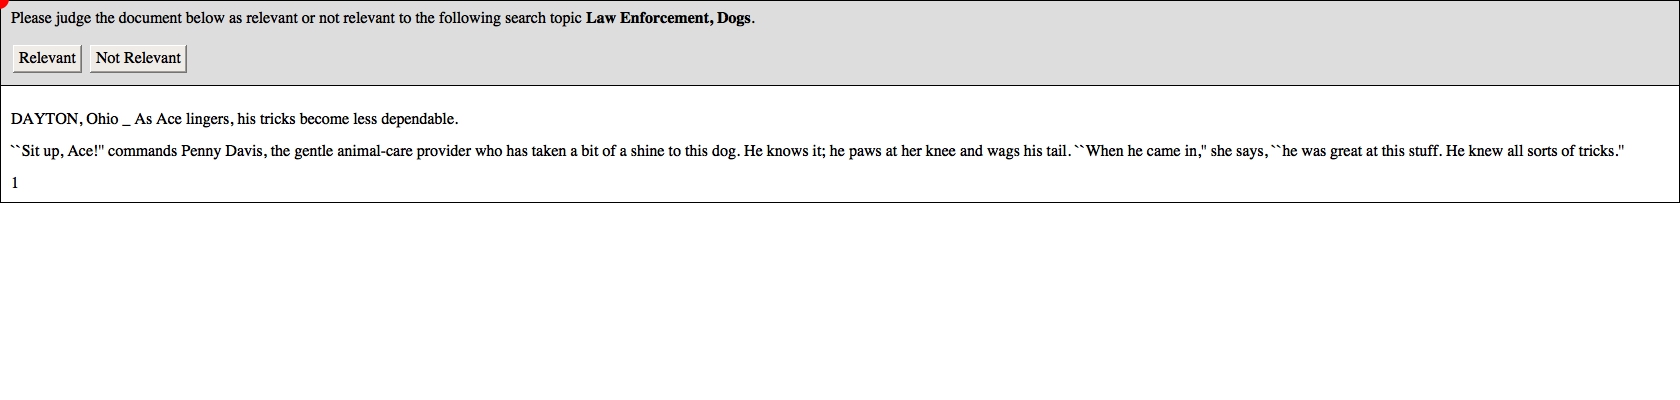 Please judge the document below as relevant or not relevant to the following search topic Law Enforcement, Dogs.
Relevant Not Relevant
DAYTON, Ohio _ As Ace lingers, his tricks become less dependable.
``Sit up, Ace!'' commands Penny Davis, the gentle animal-care provider who has taken a bit of a shine to this dog. He knows it; he paws at her knee and wags his tail. ``When he came in,'' she says, ``he was great at this stuff. He knew all sorts of tricks.''
1